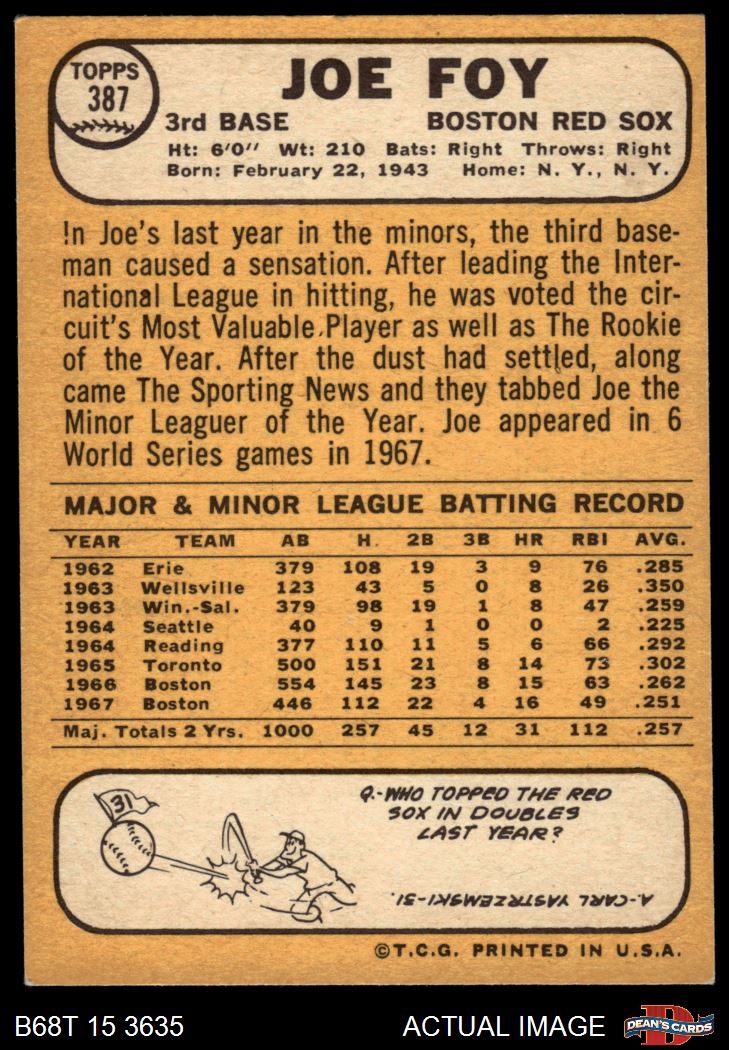 TOPPS
387
JOE FOY
3rd BASE BOSTON RED SOX
Ht: 6'0" Wt: 210 Bats: Right Throws: Right
Born: February 22, 1943 Home: N. Y., N. Y.
In Joe's last year in the minors, the third base-
man caused a sensation. After leading the Inter-
national League in hitting, he was voted the cir-
cuit's Most Valuable Player as well as The Rookie
of the Year. After the dust had settled, along
came The Sporting News and they tabbed Joe the
Minor Leaguer of the Year. Joe appeared in 6
World Series games in 1967.
MAJOR & MINOR LEAGUE BATTING RECORD
YEAR TEAM AB H. 2B 3B HR RBI AVG.
1962 Erie 379 108 19 3 9 76 .285
1963 Wellsville 123 43 5 0 8 26 .350
1963 Win.-Sal. 379 98 19 1 8 47 .259
1964 Seattle 40 9 1 0 0 2 .225
1964 Reading 377 110 11 5 6 66 .292
1965 Toronto 500 151 21 8 14 73 .302
1966 Boston 554 145 23 8 15 63 .262
1967 Boston 446 112 22 4 16 49 .251
Maj. Totals 2 Yrs. 1000 257 45 12 31 112 .257
31
Q.-WHO TOPPED THE RED
SOX IN DOUBLES
LAST YEAR?
A.-CARL YASTRZEMSKI-31.
©T.C.G. PRINTED IN U.S.A.
B68T 15 3635 ACTUAL IMAGE
D
DEAN'S CARDS